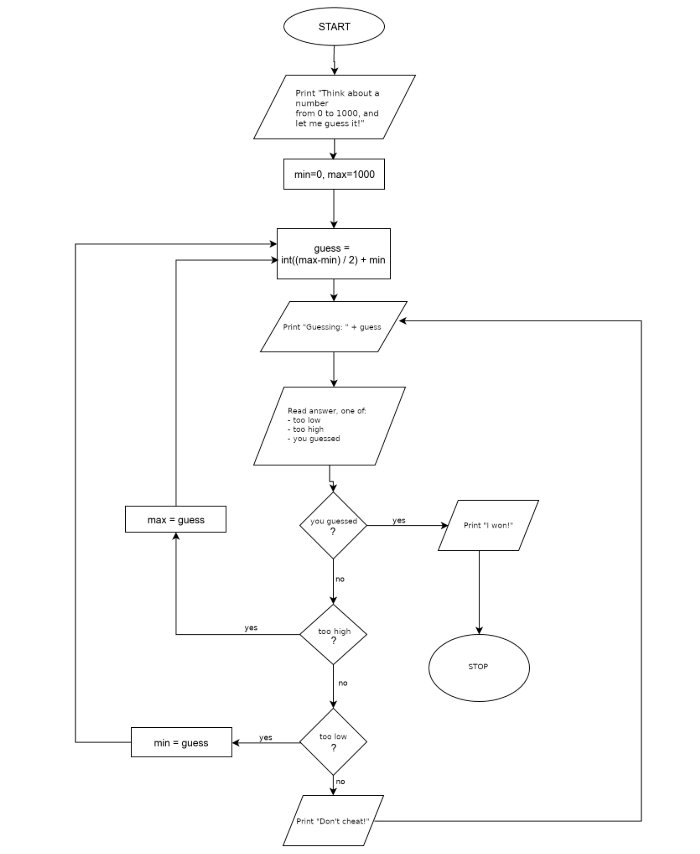 START
Print "Think about a
number
from 0 to 1000, and
let me guess it!"
min=0, max=1000
guess =
int((max-min) / 2) + min
Print "Guessing: " + guess
Read answer, one of:
- too low
- too high
- you guessed
max = guess
you guessed
?
yes
Print "I won!"
no
too high
?
yes
STOP
no
too low
?
yes
min = guess
no
Print "Don't cheat!"